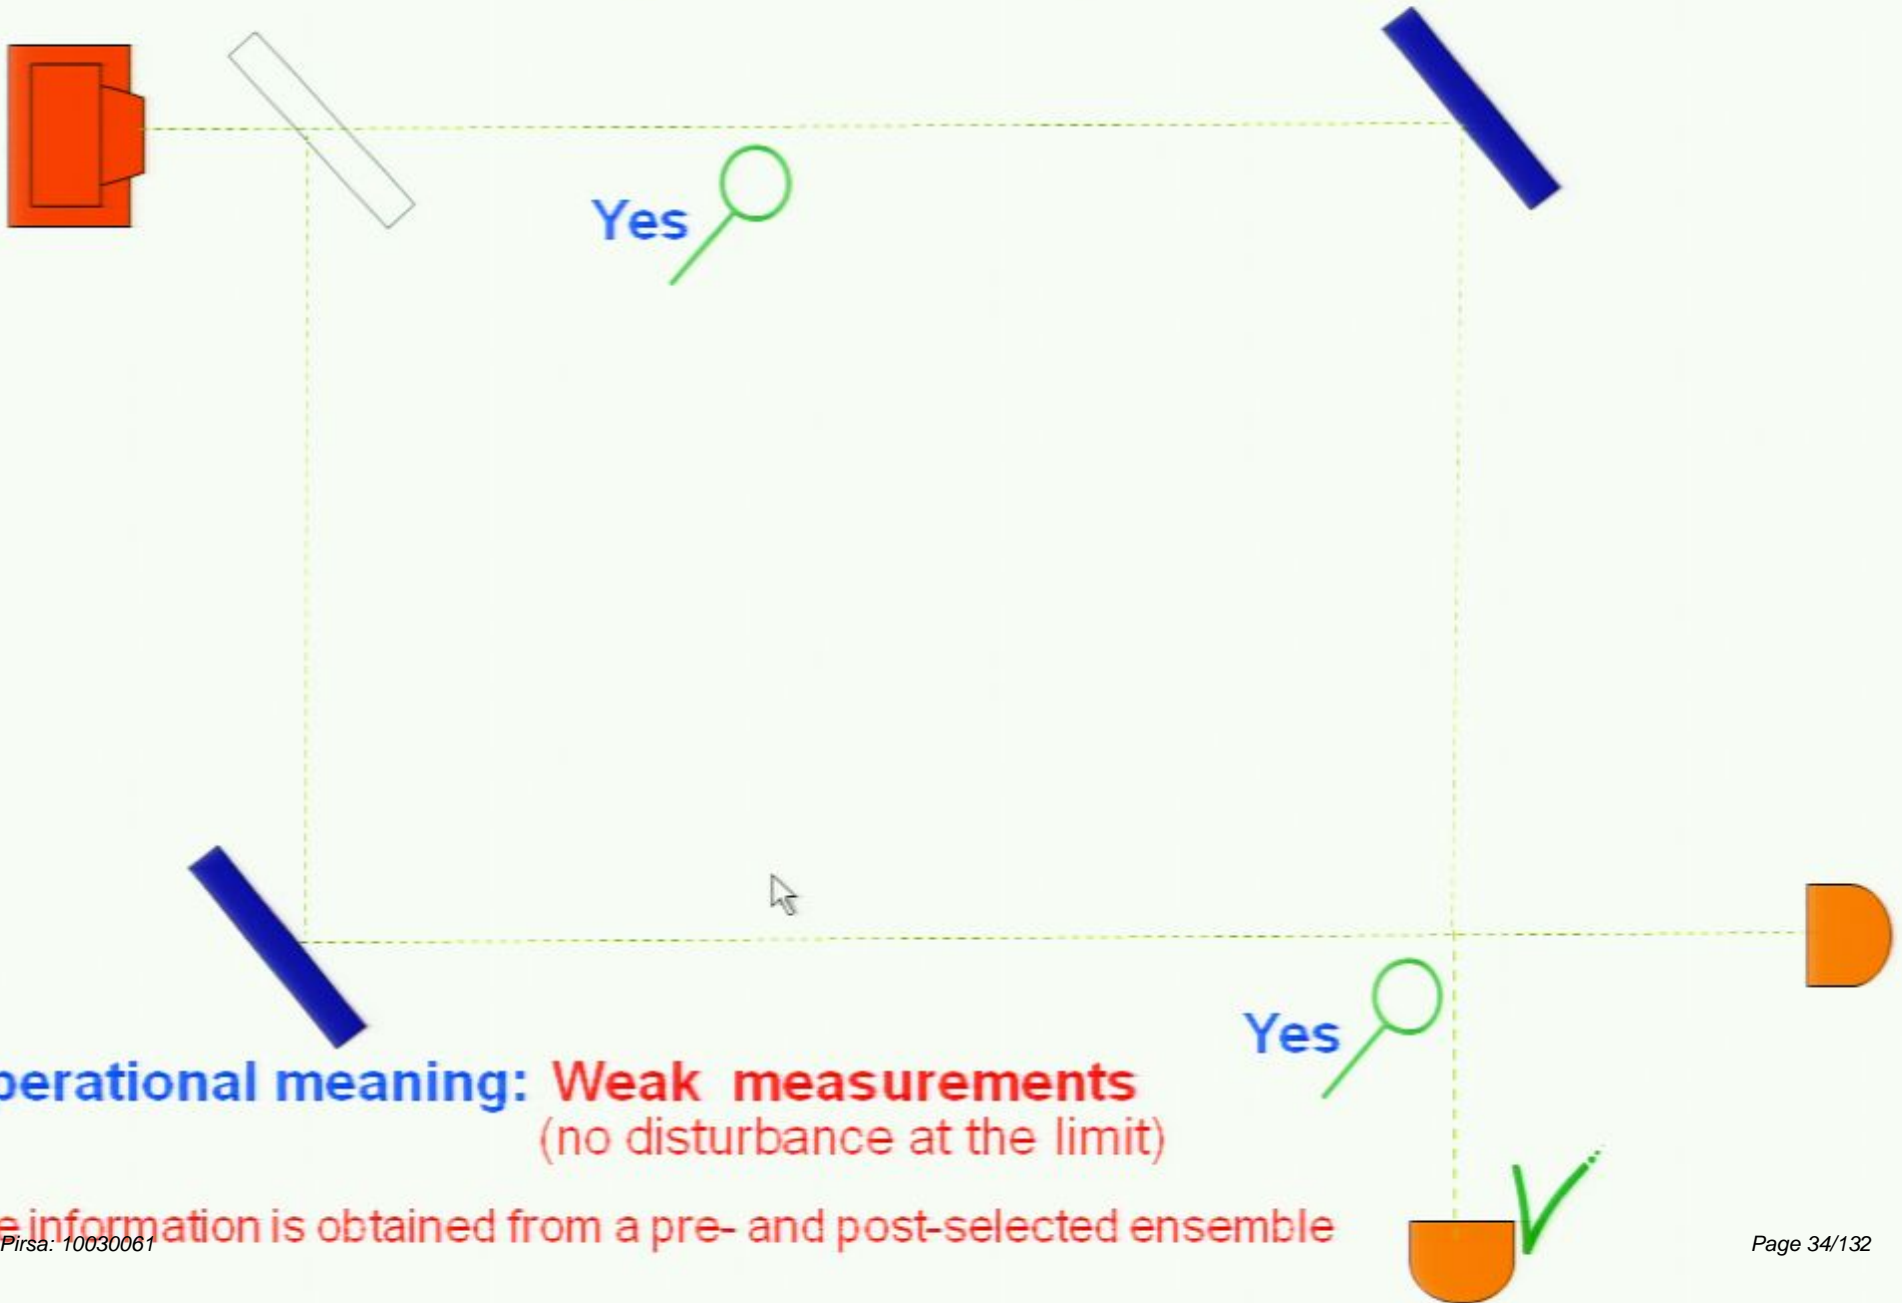 Yes
Yes
perational meaning: Weak measurements
(no disturbance at the limit)
e information is obtained from a pre- and post-selected ensemble
Pirsa: 10030061
Page 34/132